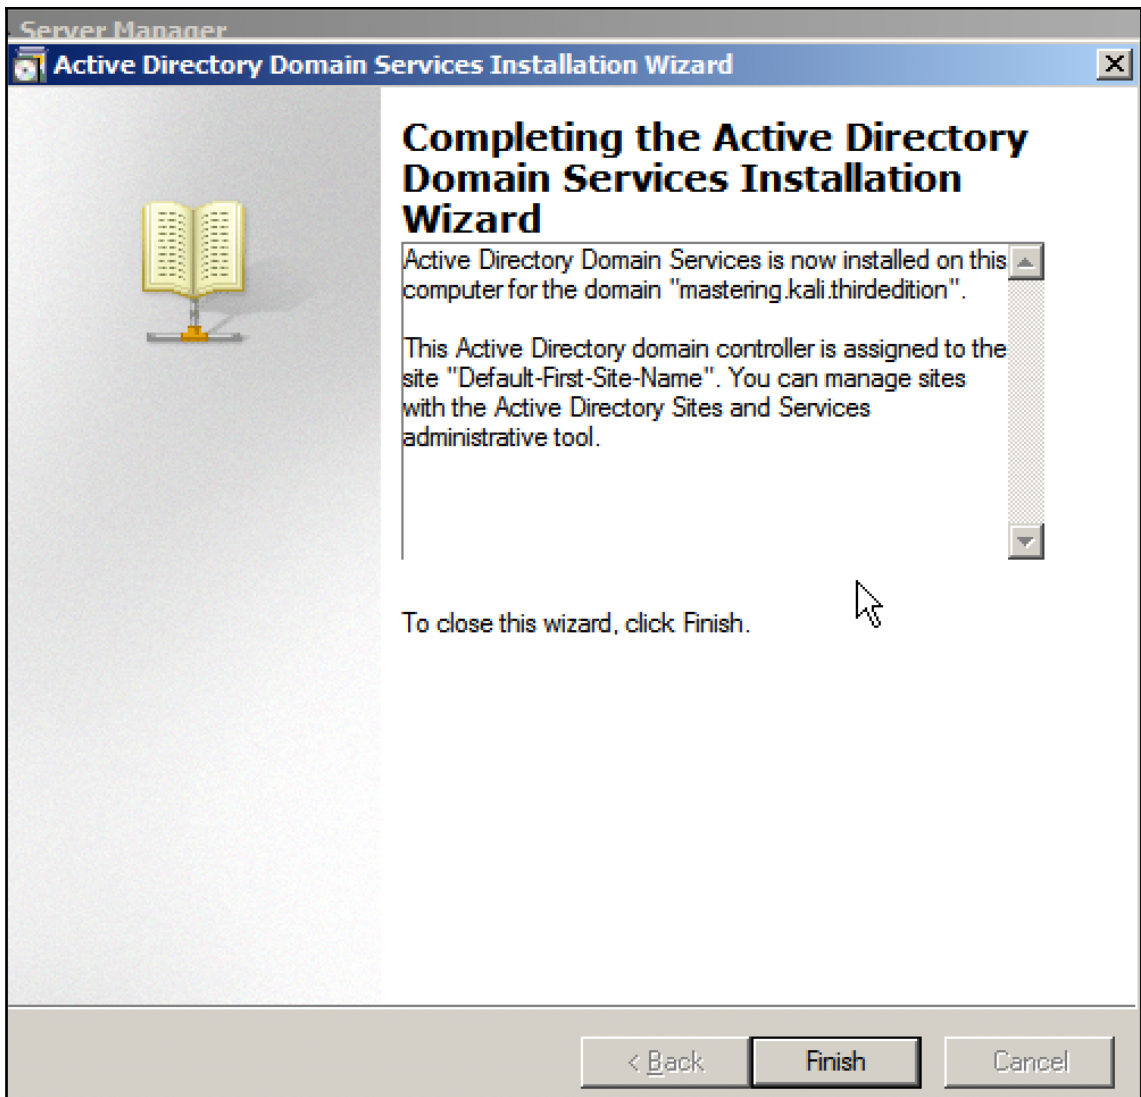 Server Manager
Active Directory Domain Services Installation Wizard
Completing the Active Directory
Domain Services Installation
Wizard
Active Directory Domain Services is now installed on this
computer for the domain "mastering.kali.thirdedition".
This Active Directory domain controller is assigned to the
site "Default-First-Site-Name". You can manage sites
with the Active Directory Sites and Services
administrative tool.
To close this wizard, click Finish.
< Back
Finish
Cancel